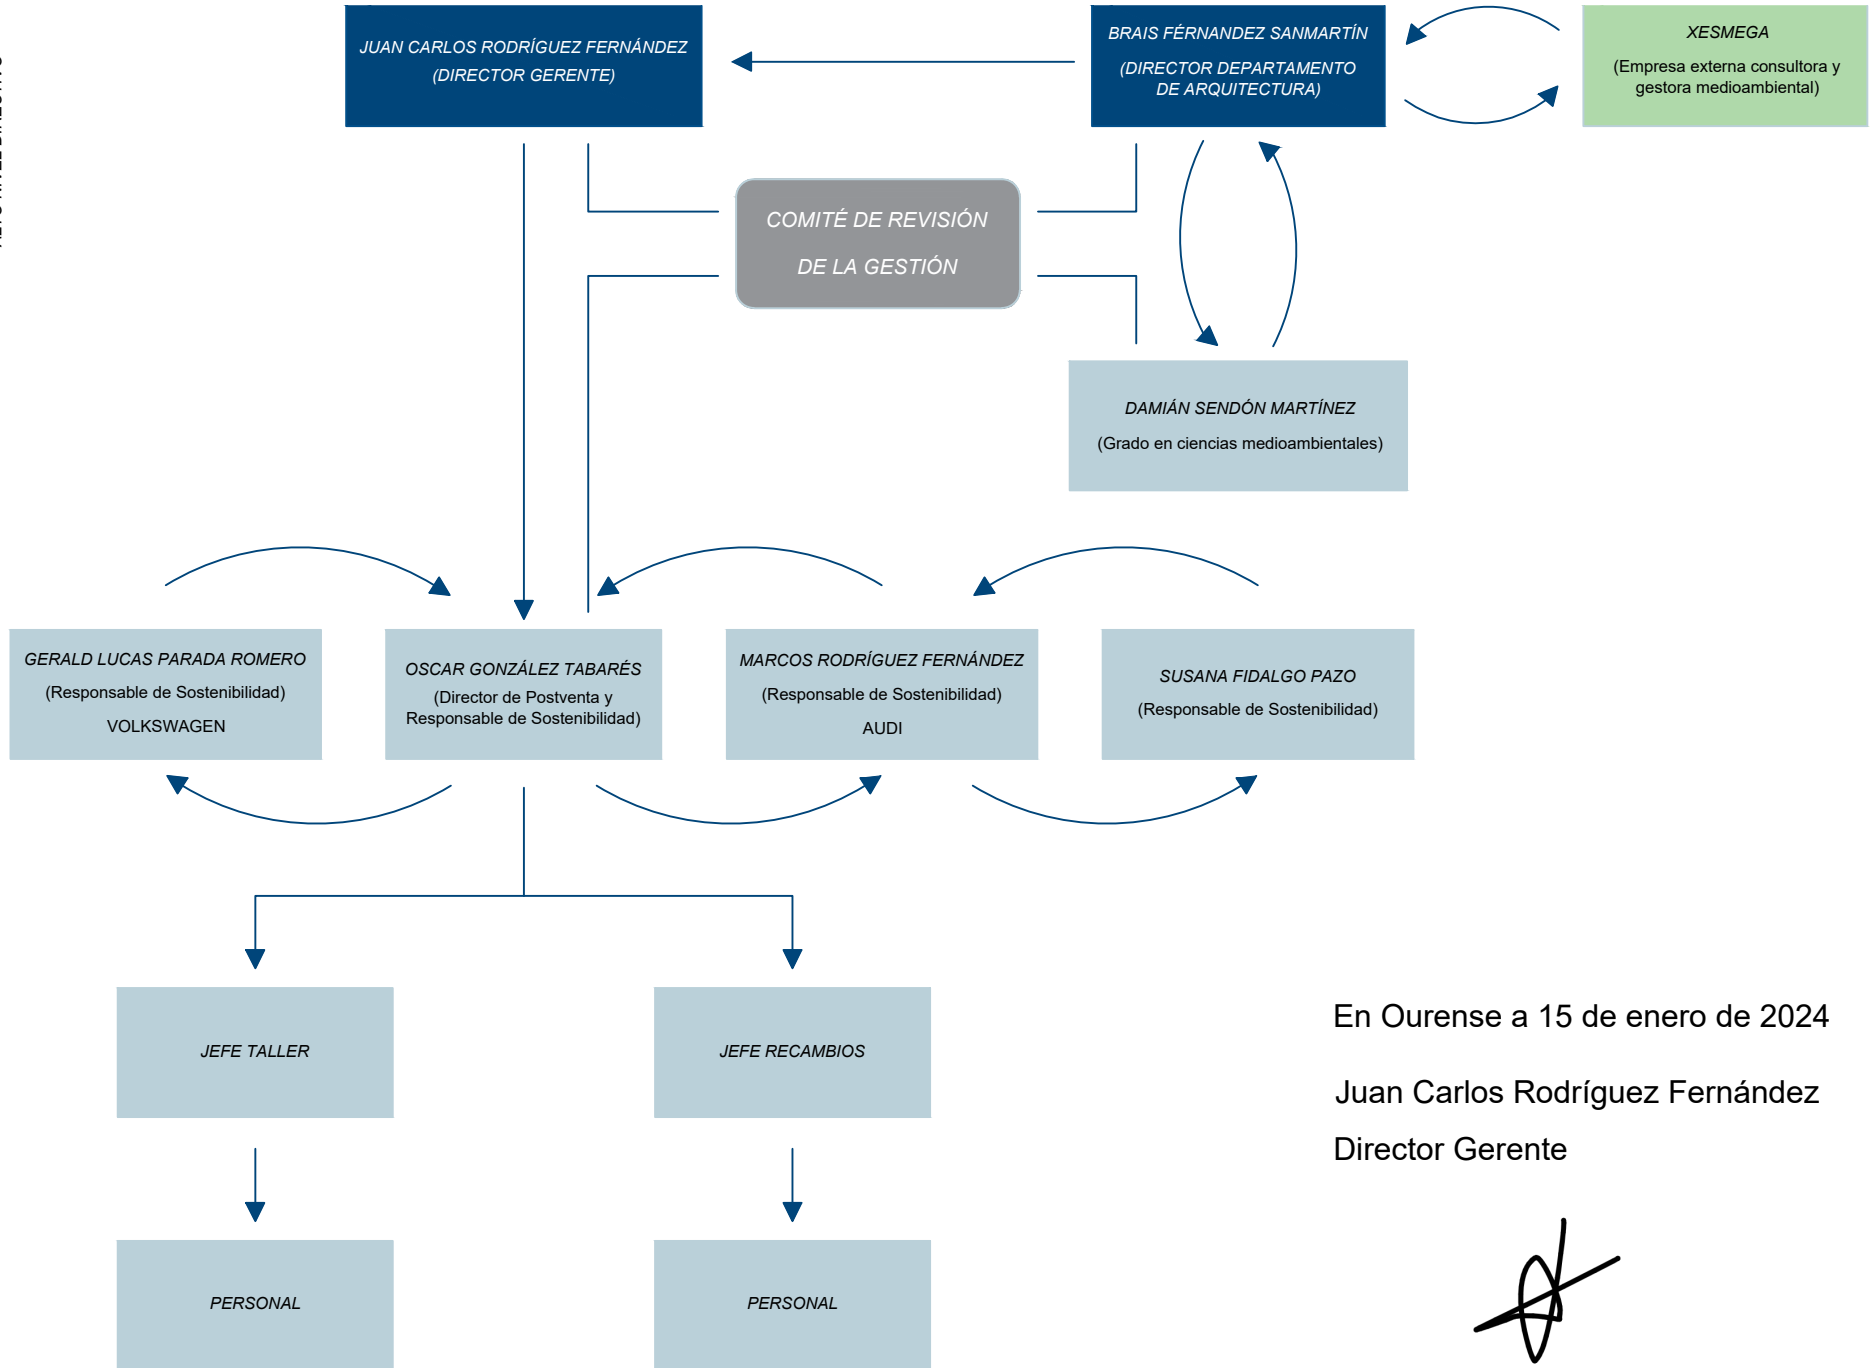 JUAN CARLOS RODRÍGUEZ FERNÁNDEZ
(DIRECTOR GERENTE)
BRAIS FÉRNANDEZ SANMARTÍN
(DIRECTOR DEPARTAMENTO
DE ARQUITECTURA)
XESMEGA
(Empresa externa consultora y
gestora medioambiental)
COMITÉ DE REVISIÓN
DE LA GESTIÓN
DAMIÁN SENDÓN MARTÍNEZ
(Grado en ciencias medioambientales)
GERALD LUCAS PARADA ROMERO
(Responsable de Sostenibilidad)
VOLKSWAGEN
OSCAR GONZÁLEZ TABARÉS
(Director de Postventa y
Responsable de Sostenibilidad)
MARCOS RODRÍGUEZ FERNÁNDEZ
(Responsable de Sostenibilidad)
AUDI
SUSANA FIDALGO PAZO
(Responsable de Sostenibilidad)
JEFE TALLER
JEFE RECAMBIOS
PERSONAL
PERSONAL
En Ourense a 15 de enero de 2024
Juan Carlos Rodríguez Fernández
Director Gerente